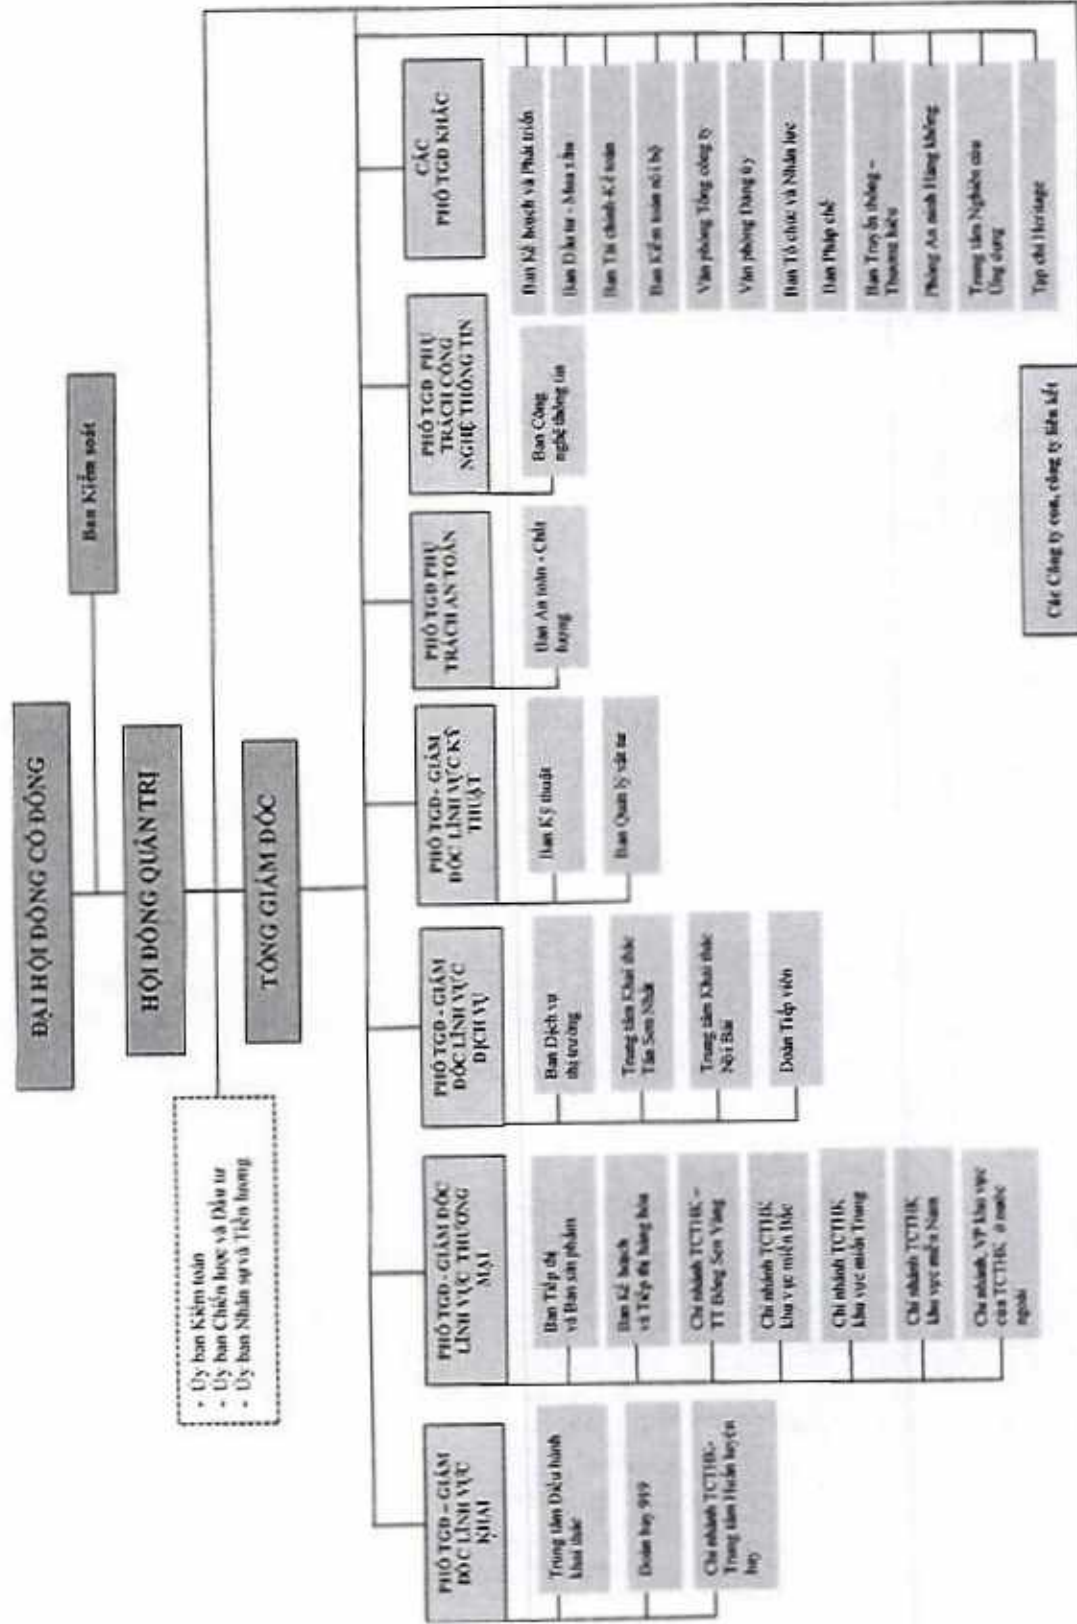 ĐẠI HỘI ĐỒNG CỔ ĐÔNG
Ban Kiểm soát
HỘI ĐỒNG QUẢN TRỊ
- Ủy ban Kiểm toán
- Ủy ban Chiến lược và Đầu tư
- Ủy ban Nhân sự và Tiền lương
TỔNG GIÁM ĐỐC
PHÓ TGĐ – GIÁM
ĐỐC LĨNH VỰC
KHAI
Trung tâm Điều hành
khai thác
Đoàn bay 919
Chi nhánh TCTHK-
Trung tâm Huấn luyện
bay
PHÓ TGĐ - GIÁM ĐỐC
LĨNH VỰC THƯƠNG
MẠI
Ban Tiếp thị
và Bán sản phẩm
Ban Kế hoạch
và Tiếp thị hàng hóa
Chi nhánh TCTHK –
TT Bông Sen Vàng
Chi nhánh TCTHK
khu vực miền Bắc
Chi nhánh TCTHK
khu vực miền Trung
Chi nhánh TCTHK
khu vực miền Nam
Chi nhánh, VP khu vực
của TCTHK ở nước
ngoài
PHÓ TGĐ - GIÁM
ĐỐC LĨNH VỰC
DỊCH VỤ
Ban Dịch vụ
thị trường
Trung tâm Khai thác
Tân Sơn Nhất
Trung tâm Khai thác
Nội Bài
Đoàn Tiếp viên
PHÓ TGĐ - GIÁM
ĐỐC LĨNH VỰC KỸ
THUẬT
Ban Kỹ thuật
Ban Quản lý vật tư
PHÓ TGĐ PHỤ
TRÁCH AN TOÀN
Ban An toàn - Chất
lượng
PHÓ TGĐ PHỤ
TRÁCH CÔNG
NGHỆ THÔNG TIN
Ban Công
nghệ thông tin
CÁC
PHÓ TGĐ KHÁC
Ban Kế hoạch và Phát triển
Ban Đầu tư - Mua sắm
Ban Tài chính-Kế toán
Ban Kiểm toán nội bộ
Văn phòng Tổng công ty
Văn phòng Đảng ủy
Ban Tổ chức và Nhân lực
Ban Pháp chế
Ban Truyền thông –
Thương hiệu
Phòng An ninh Hàng không
Trung tâm Nghiên cứu
Ứng dụng
Tạp chí Heritage
Các Công ty con, công ty liên kết